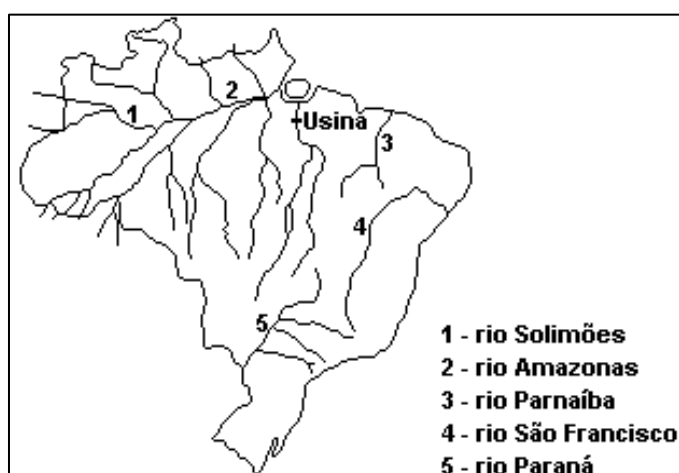 2
1
Usina
3
4
5
1 - rio Solimões
2 - rio Amazonas
3 - rio Parnaíba
4 - rio São Francisco
5 - rio Paraná